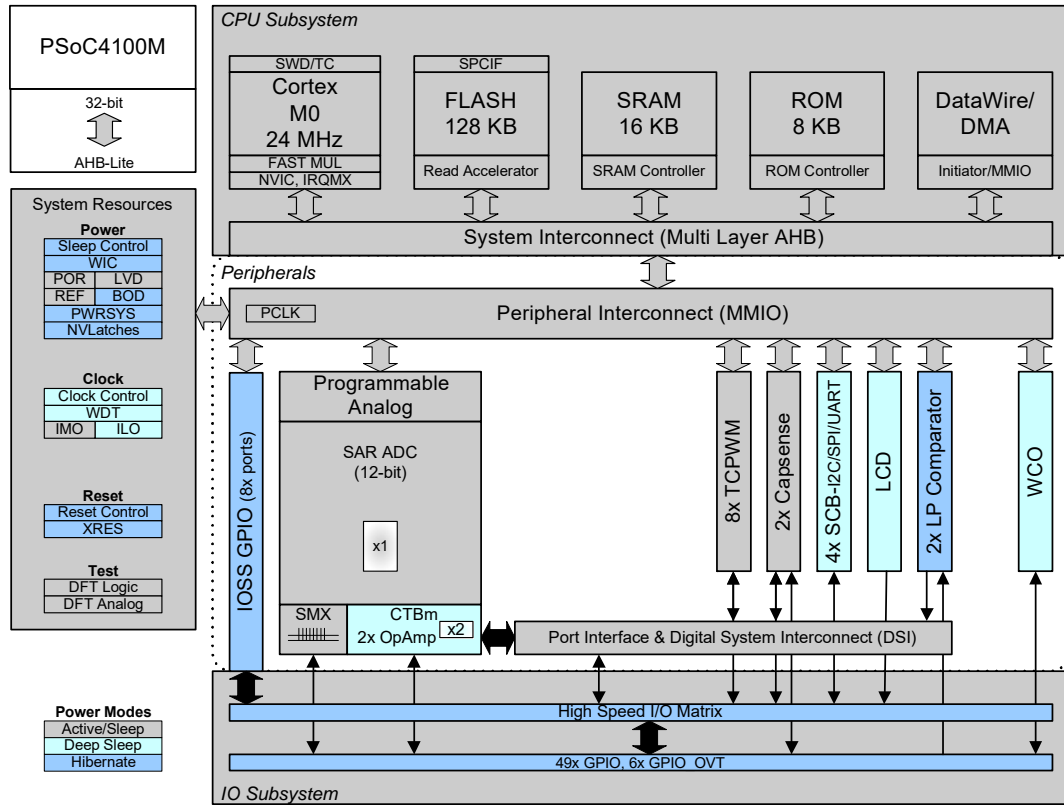 PSoC4100M
32-bit
AHB-Lite
CPU Subsystem
SWD/TC
Cortex
M0
24 MHz
FAST MUL
NVIC, IRQMX
SPCIF
FLASH
128 KB
Read Accelerator
SRAM
16 KB
SRAM Controller
ROM
8 KB
ROM Controller
DataWire/
DMA
Initiator/MMIO
System Interconnect (Multi Layer AHB)
System Resources
Power
Sleep Control
WIC
POR LVD
REF BOD
PWRSYS
NVLatches
Clock
Clock Control
WDT
IMO ILO
Reset
Reset Control
XRES
Test
DFT Logic
DFT Analog
Peripherals
PCLK
Peripheral Interconnect (MMIO)
IOSS GPIO (8x ports)
Programmable
Analog
SAR ADC
(12-bit)
x1
SMX
CTBm
2x OpAmp
x2
8x TCPWM
2x Capsense
4x SCB-I2C/SPI/UART
LCD
2x LP Comparator
WCO
Port Interface & Digital System Interconnect (DSI)
Power Modes
Active/Sleep
Deep Sleep
Hibernate
High Speed I/O Matrix
49x GPIO, 6x GPIO_OVT
IO Subsystem